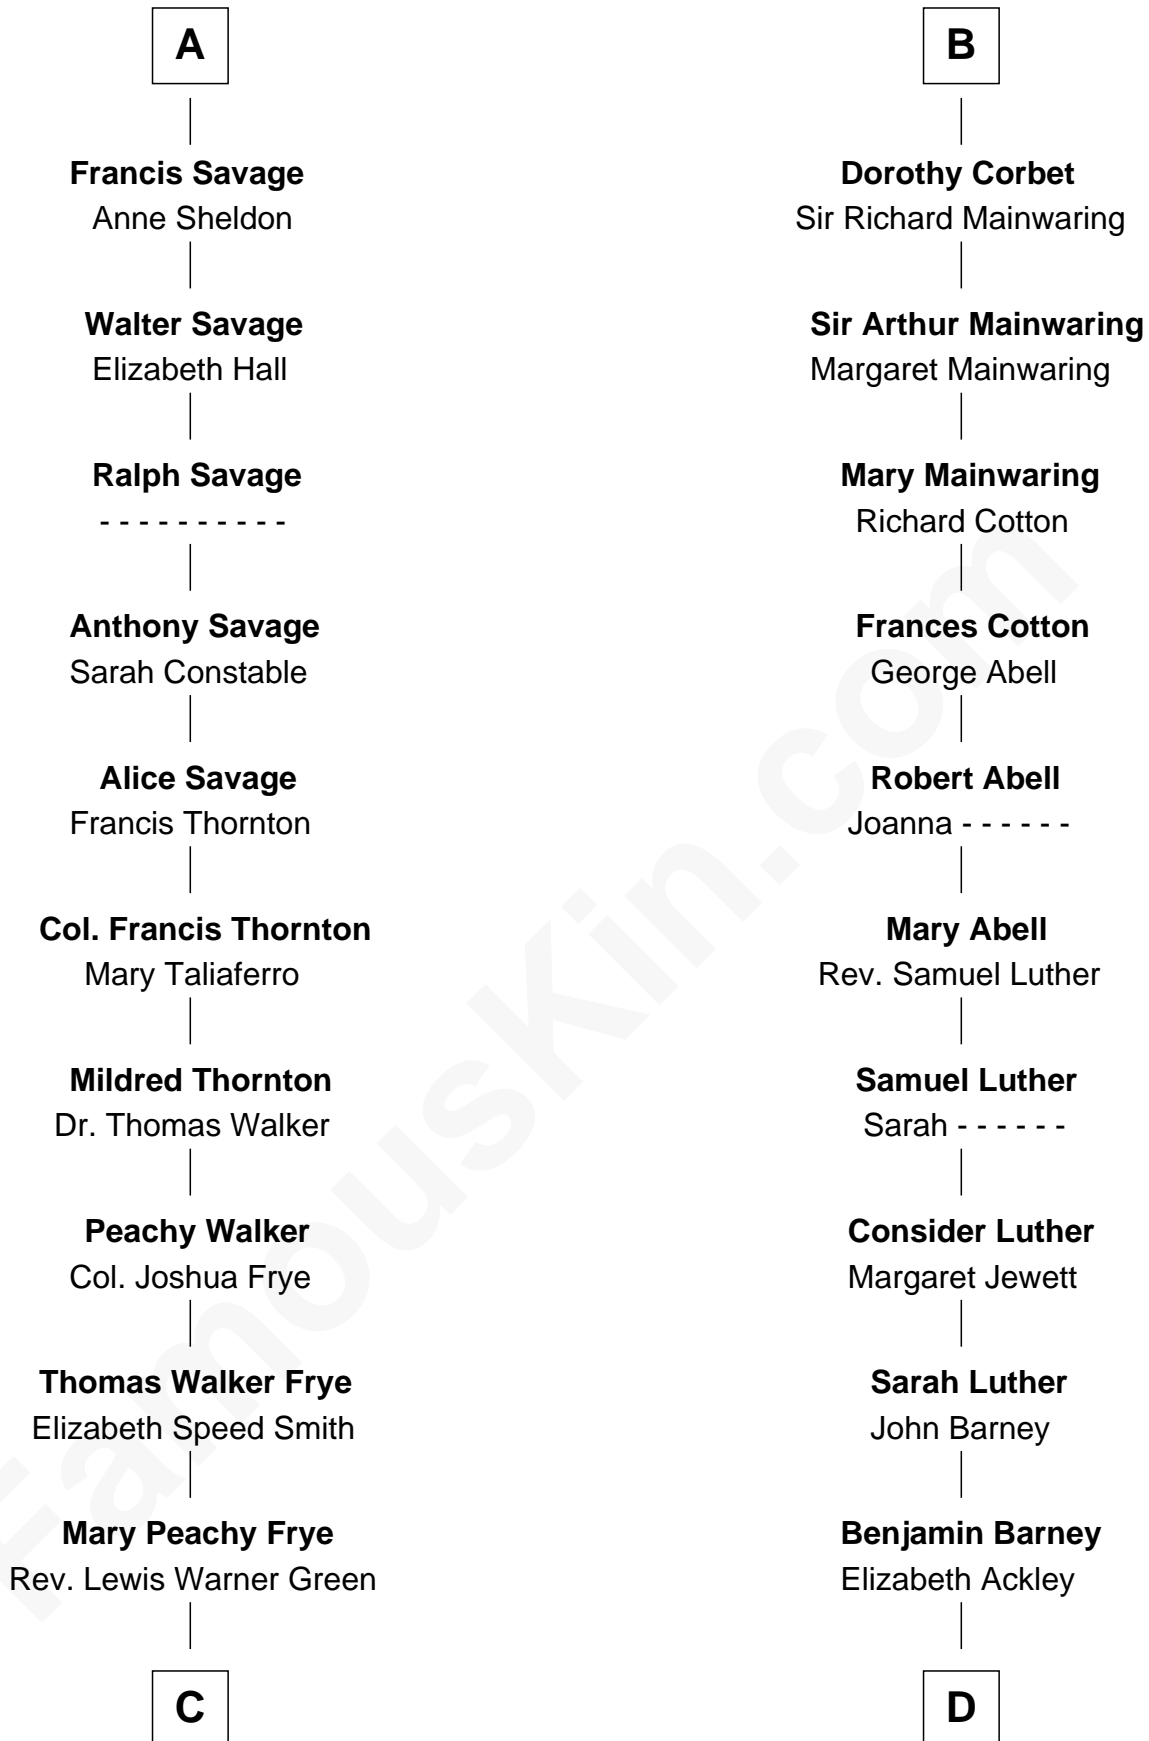 A
Francis Savage
Anne Sheldon
Walter Savage
Elizabeth Hall
Ralph Savage
- - - - - - - - - -
Anthony Savage
Sarah Constable
Alice Savage
Francis Thornton
Col. Francis Thornton
Mary Taliaferro
Mildred Thornton
Dr. Thomas Walker
Peachy Walker
Col. Joshua Frye
Thomas Walker Frye
Elizabeth Speed Smith
Mary Peachy Frye
Rev. Lewis Warner Green
C
B
Dorothy Corbet
Sir Richard Mainwaring
Sir Arthur Mainwaring
Margaret Mainwaring
Mary Mainwaring
Richard Cotton
Frances Cotton
George Abell
Robert Abell
Joanna - - - - - -
Mary Abell
Rev. Samuel Luther
Samuel Luther
Sarah - - - - - -
Consider Luther
Margaret Jewett
Sarah Luther
John Barney
Benjamin Barney
Elizabeth Ackley
D
FamousKin.com